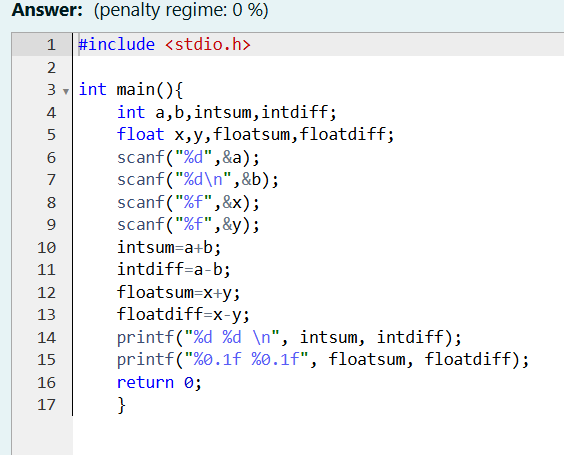 Answer: (penalty regime: 0 %)
1 #include <stdio.h>
2
3 int main(){
4     int a,b,intsum,intdiff;
5     float x,y,floatsum,floatdiff;
6     scanf("%d",&a);
7     scanf("%d\n",&b);
8     scanf("%f",&x);
9     scanf("%f",&y);
10     intsum=a+b;
11     intdiff=a-b;
12     floatsum=x+y;
13     floatdiff=x-y;
14     printf("%d %d \n", intsum, intdiff);
15     printf("%0.1f %0.1f", floatsum, floatdiff);
16     return 0;
17     }